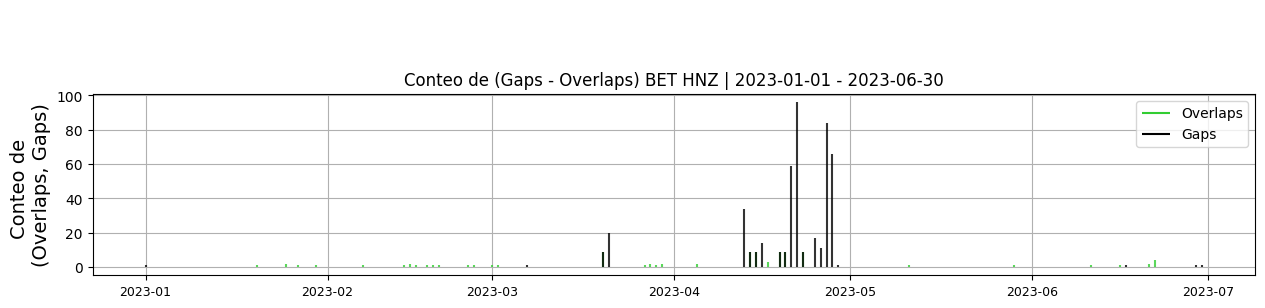 Conteo de (Gaps - Overlaps) BET HNZ | 2023-01-01 - 2023-06-30
Conteo de
(Overlaps, Gaps)
100
80
60
40
20
0
Overlaps
Gaps
2023-01
2023-02
2023-03
2023-04
2023-05
2023-06
2023-07